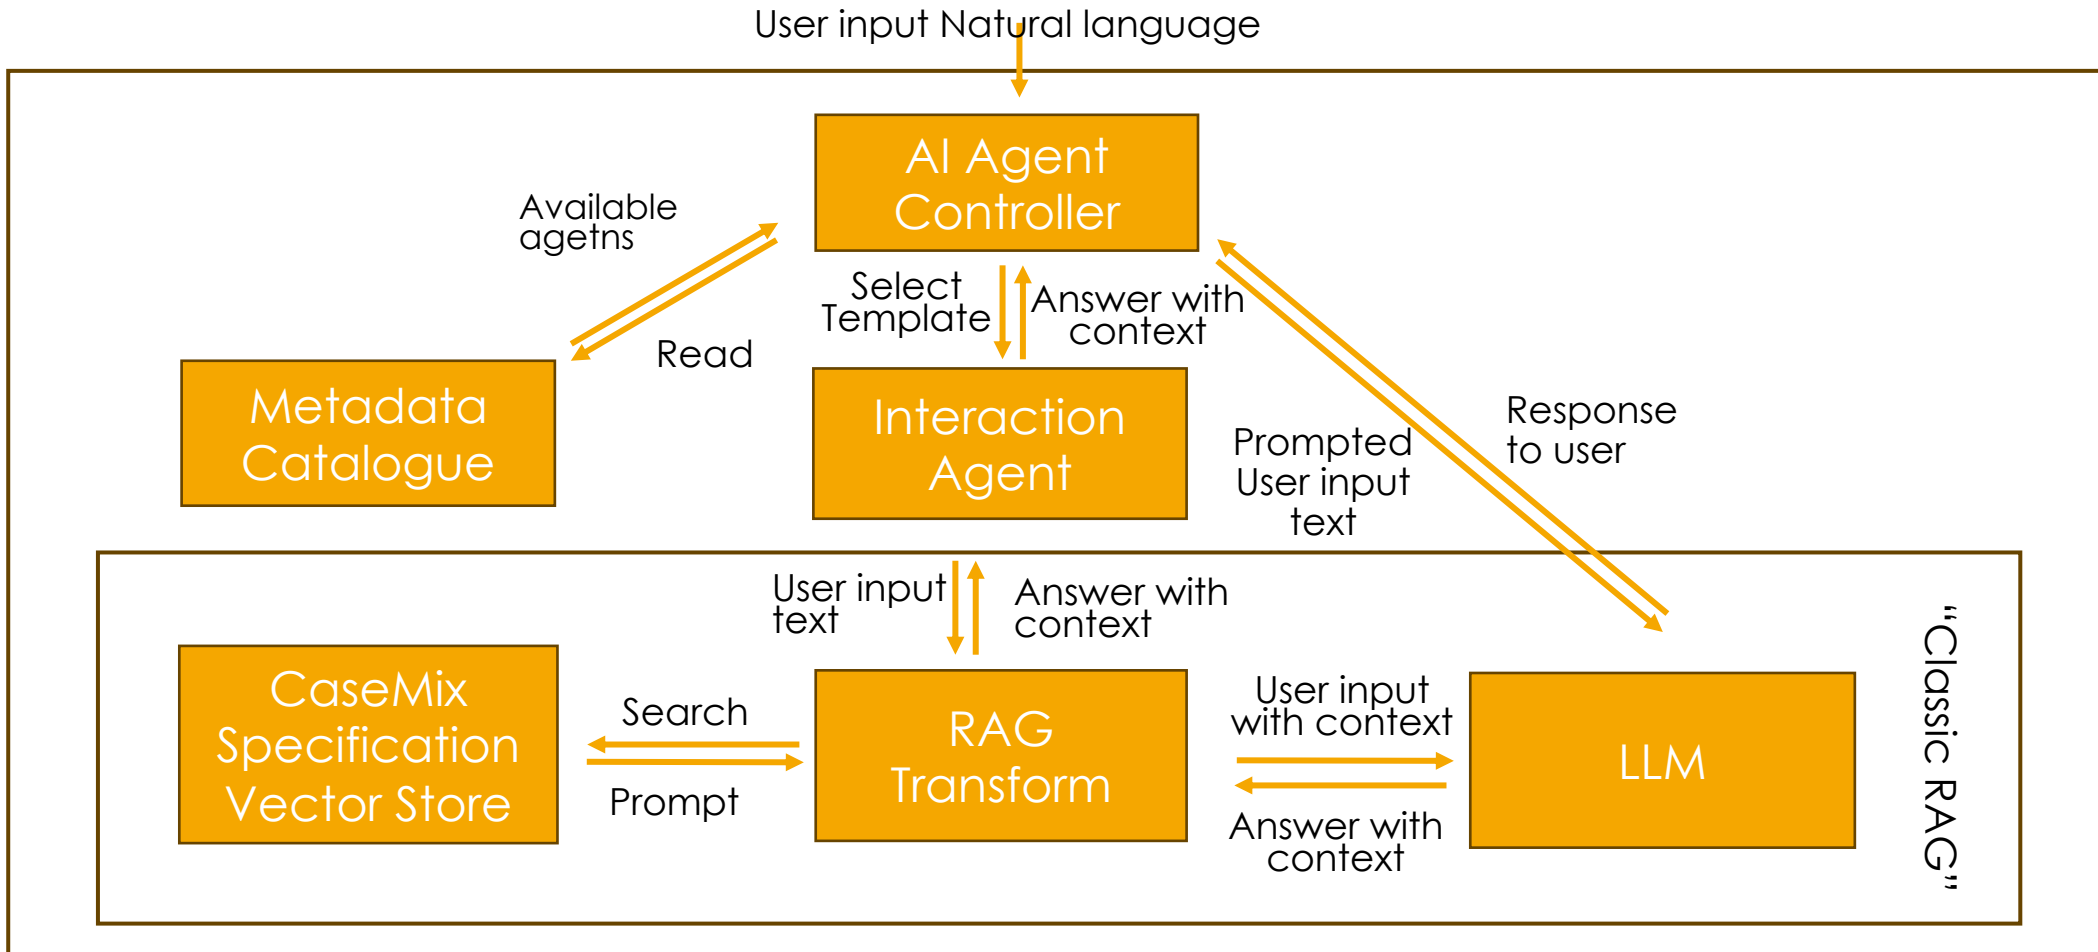 User input Natural language
AI Agent
Controller
Available
agetns
Read
Select
Template
Answer with
context
Metadata
Catalogue
Interaction
Agent
Prompted
User input
text
Response
to user
User input
text
Answer with
context
CaseMix
Specification
Vector Store
Search
Prompt
RAG
Transform
User input
with context
Answer with
context
LLM
“Classic RAG”